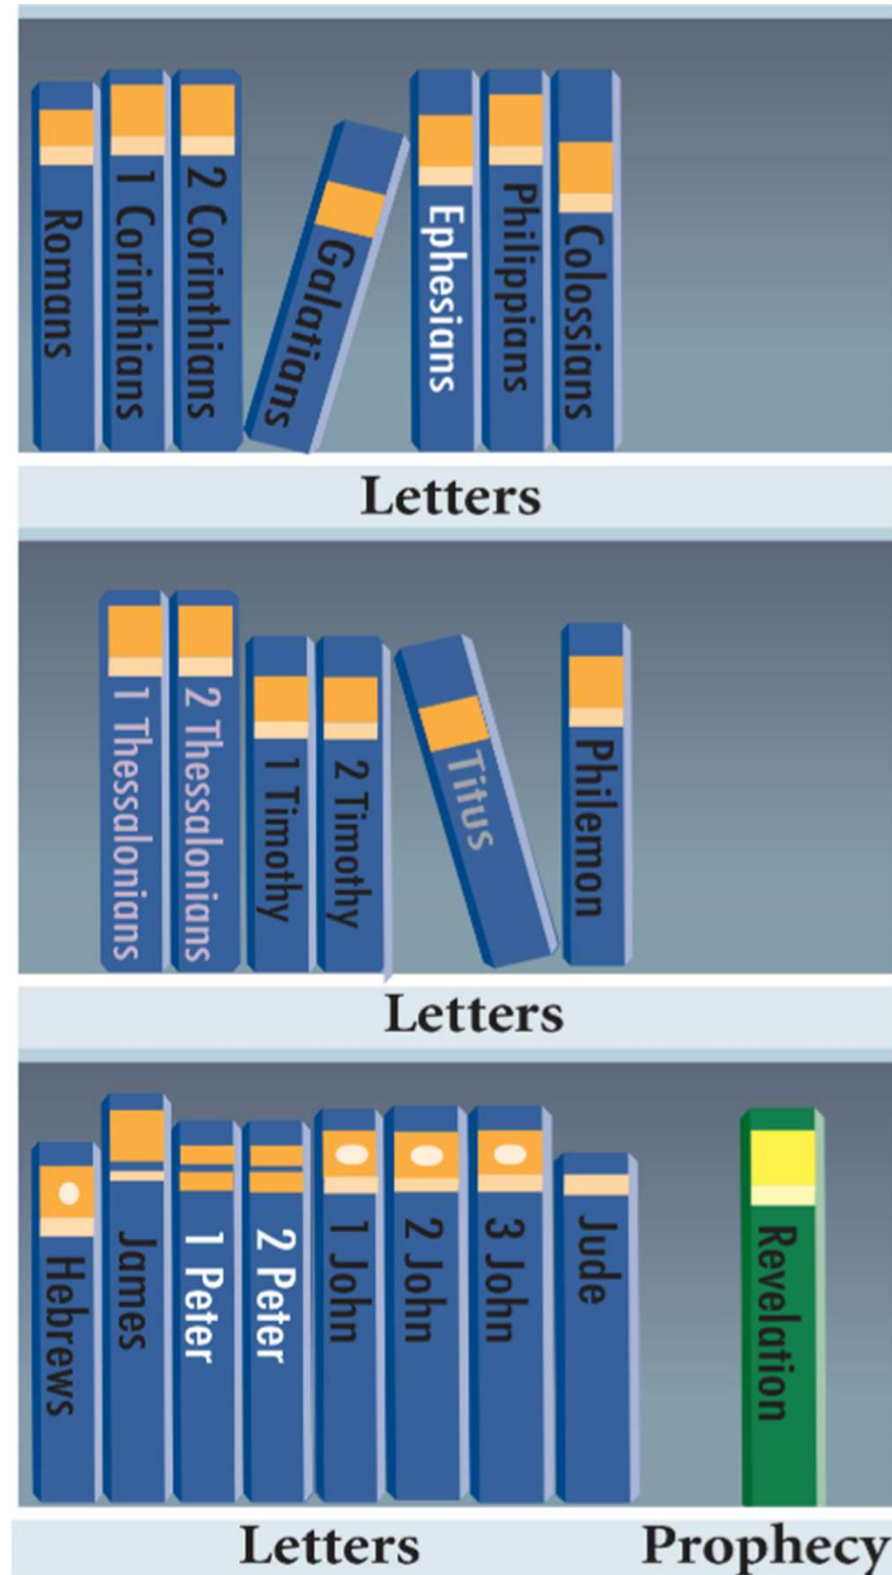 Romans
1 Corinthians
2 Corinthians
Galatians
Ephesians
Philippians
Colossians
Letters
1 Thessalonians
2 Thessalonians
1 Timothy
2 Timothy
Titus
Philemon
Letters
Hebrews
James
1 Peter
2 Peter
1 John
2 John
3 John
Jude
Revelation
Letters
Prophecy